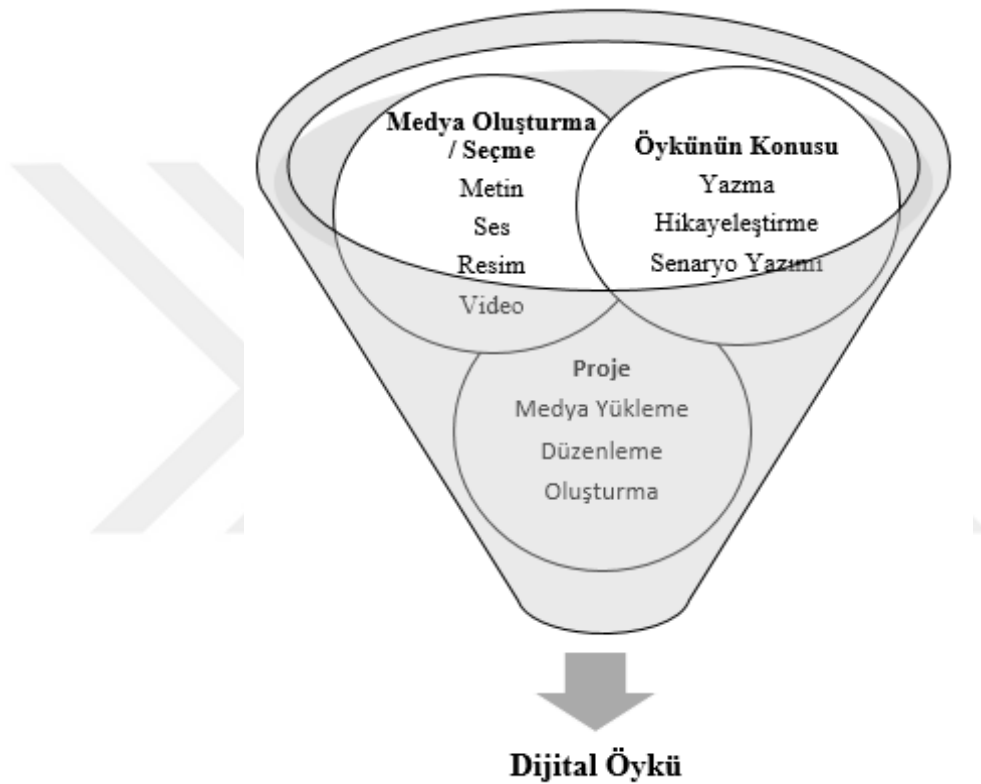 Medya Oluşturma
/ Seçme
Metin
Ses
Resim
Video
Öykünün Konusu
Yazma
Hikayeleştirme
Senaryo Yazımı
Proje
Medya Yükleme
Düzenleme
Oluşturma
Dijital Öykü